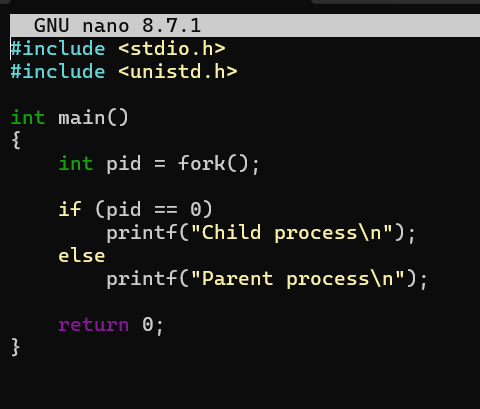 GNU nano 8.7.1
#include <stdio.h>
#include <unistd.h>

int main()
{
    int pid = fork();

    if (pid == 0)
        printf("Child process\n");
    else
        printf("Parent process\n");

    return 0;
}